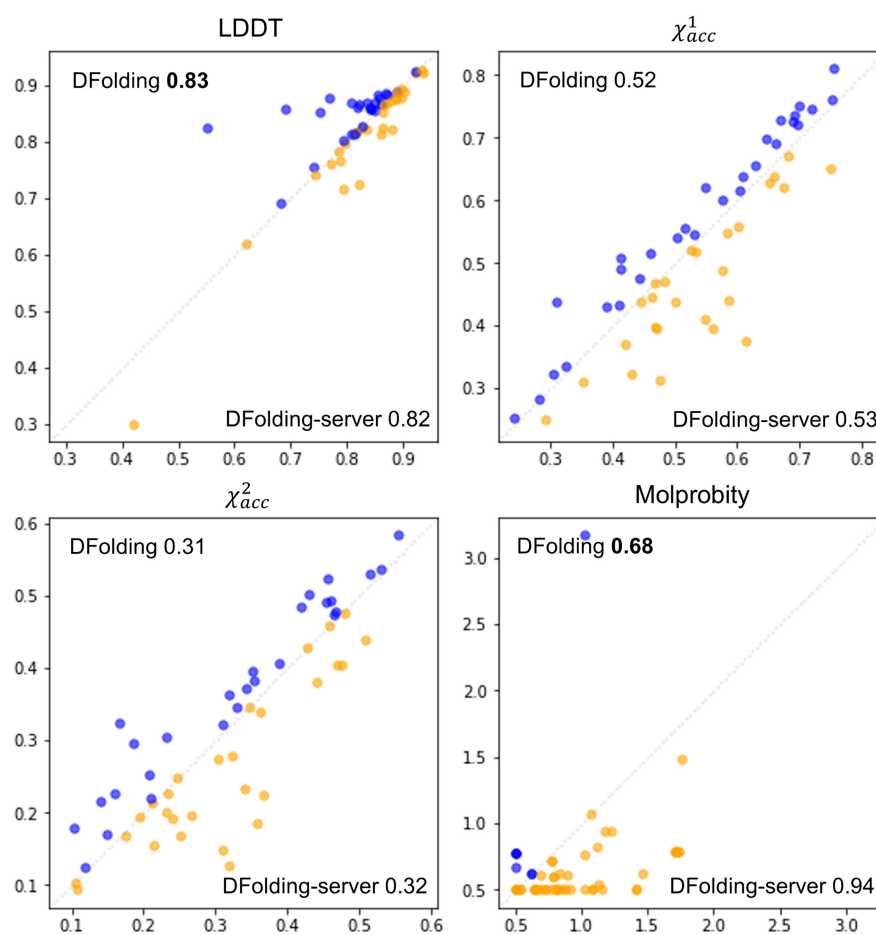 LDDT
DFolding 0.83
0.9
0.8
0.7
0.6
0.5
0.4
0.3
DFolding-server 0.82
0.3 0.4 0.5 0.6 0.7 0.8 0.9
χ¹acc
DFolding 0.52
0.8
0.7
0.6
0.5
0.4
0.3
DFolding-server 0.53
0.3 0.4 0.5 0.6 0.7 0.8
χ²acc
DFolding 0.31
0.6
0.5
0.4
0.3
0.2
0.1
DFolding-server 0.32
0.1 0.2 0.3 0.4 0.5 0.6
Molprobity
DFolding 0.68
3.0
2.5
2.0
1.5
1.0
0.5
DFolding-server 0.94
0.5 1.0 1.5 2.0 2.5 3.0